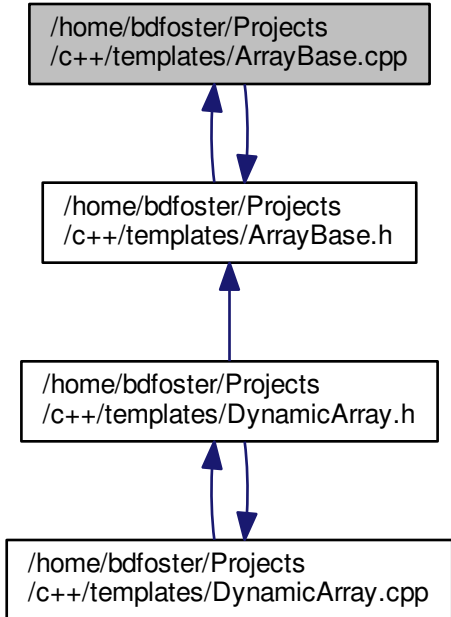 /home/bdfoster/Projects
/c++/templates/ArrayBase.cpp
/home/bdfoster/Projects
/c++/templates/ArrayBase.h
/home/bdfoster/Projects
/c++/templates/DynamicArray.h
/home/bdfoster/Projects
/c++/templates/DynamicArray.cpp